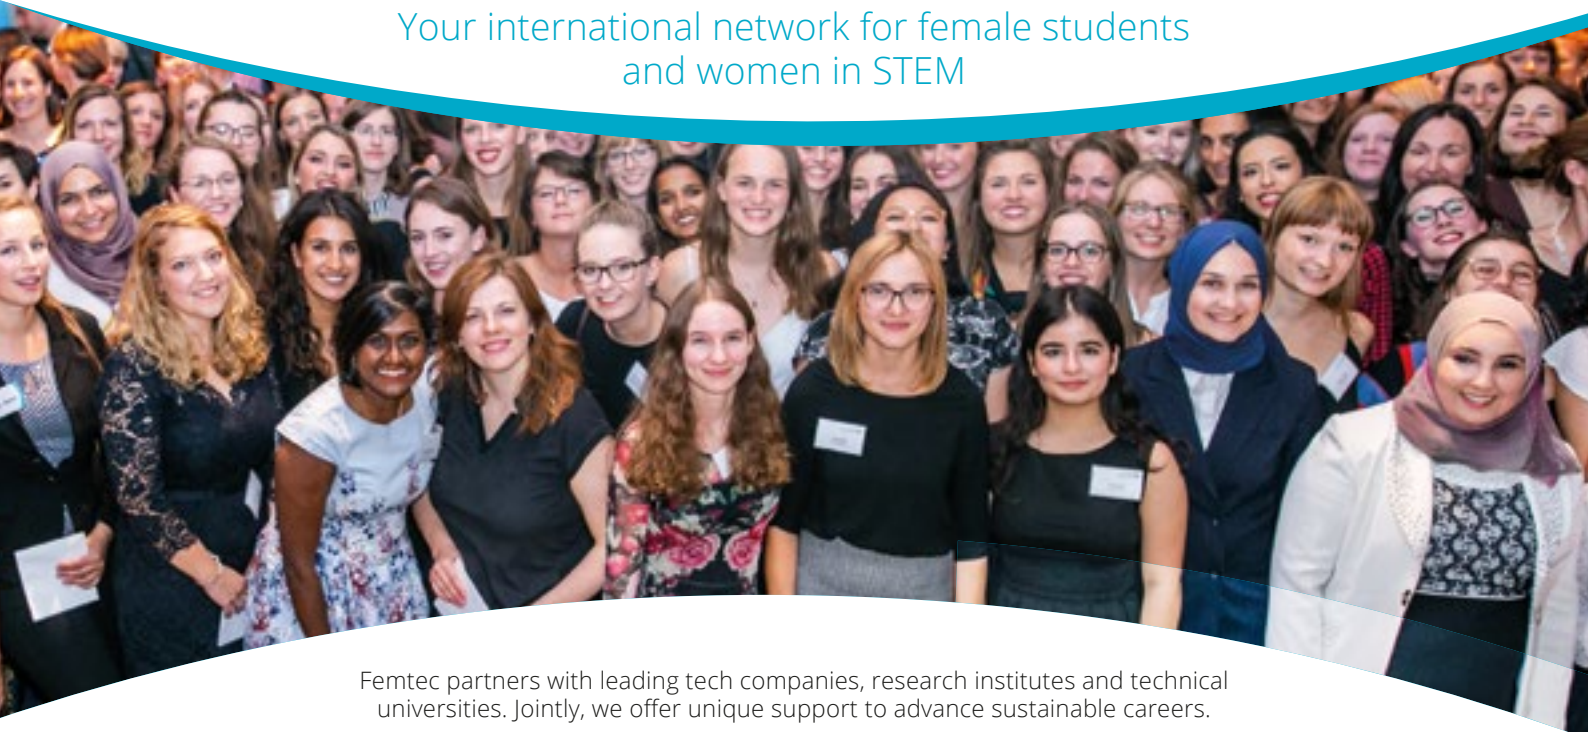 Your international network for female students
and women in STEM
Femtec partners with leading tech companies, research institutes and technical
universities. Jointly, we offer unique support to advance sustainable careers.